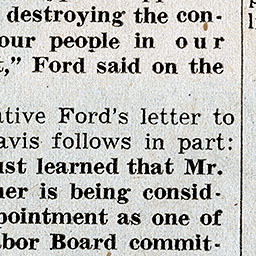 destroying the con-
our people in our
," Ford said on the
ative Ford's letter to
avis follows in part:
ust learned that Mr.
her is being consid-
pointment as one of
abor Board commit-